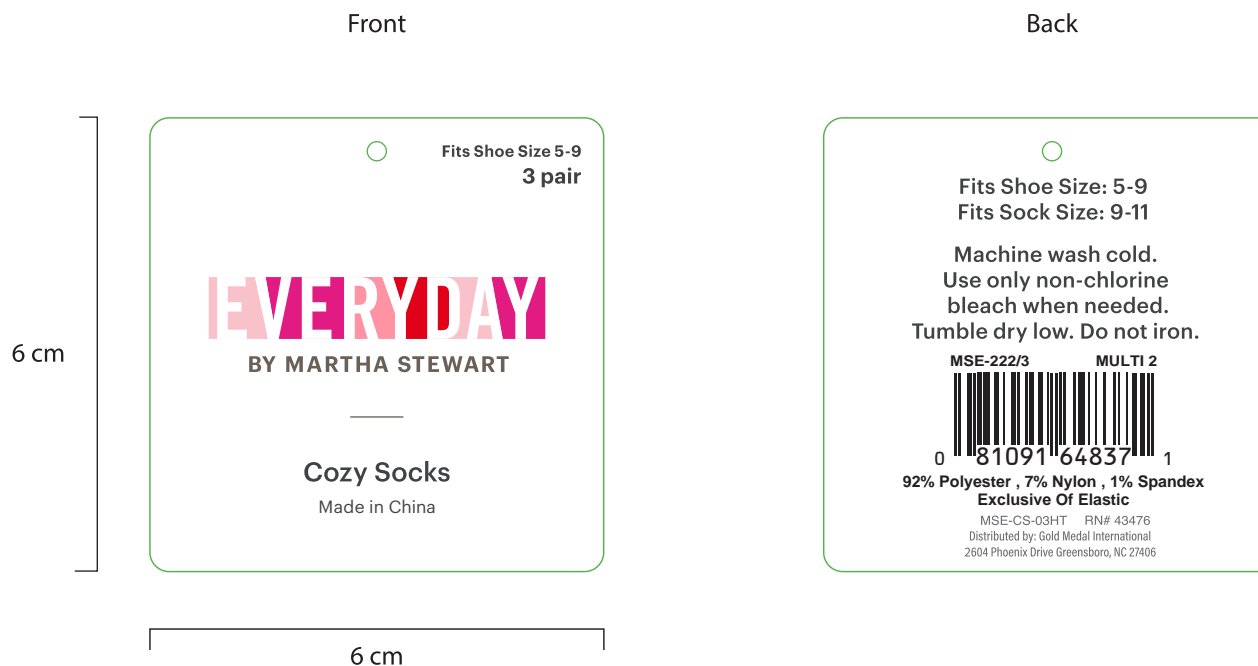 Front
Back
Fits Shoe Size 5-9
3 pair
EVERYDAY
BY MARTHA STEWART
Cozy Socks
Made in China
6 cm
6 cm
Fits Shoe Size: 5-9
Fits Sock Size: 9-11
Machine wash cold.
Use only non-chlorine
bleach when needed.
Tumble dry low. Do not iron.
MSE-222/3 MULTI 2
0 81091 64837 1
92% Polyester , 7% Nylon , 1% Spandex
Exclusive Of Elastic
MSE-CS-03HT RN# 43476
Distributed by: Gold Medal International
2604 Phoenix Drive Greensboro, NC 27406